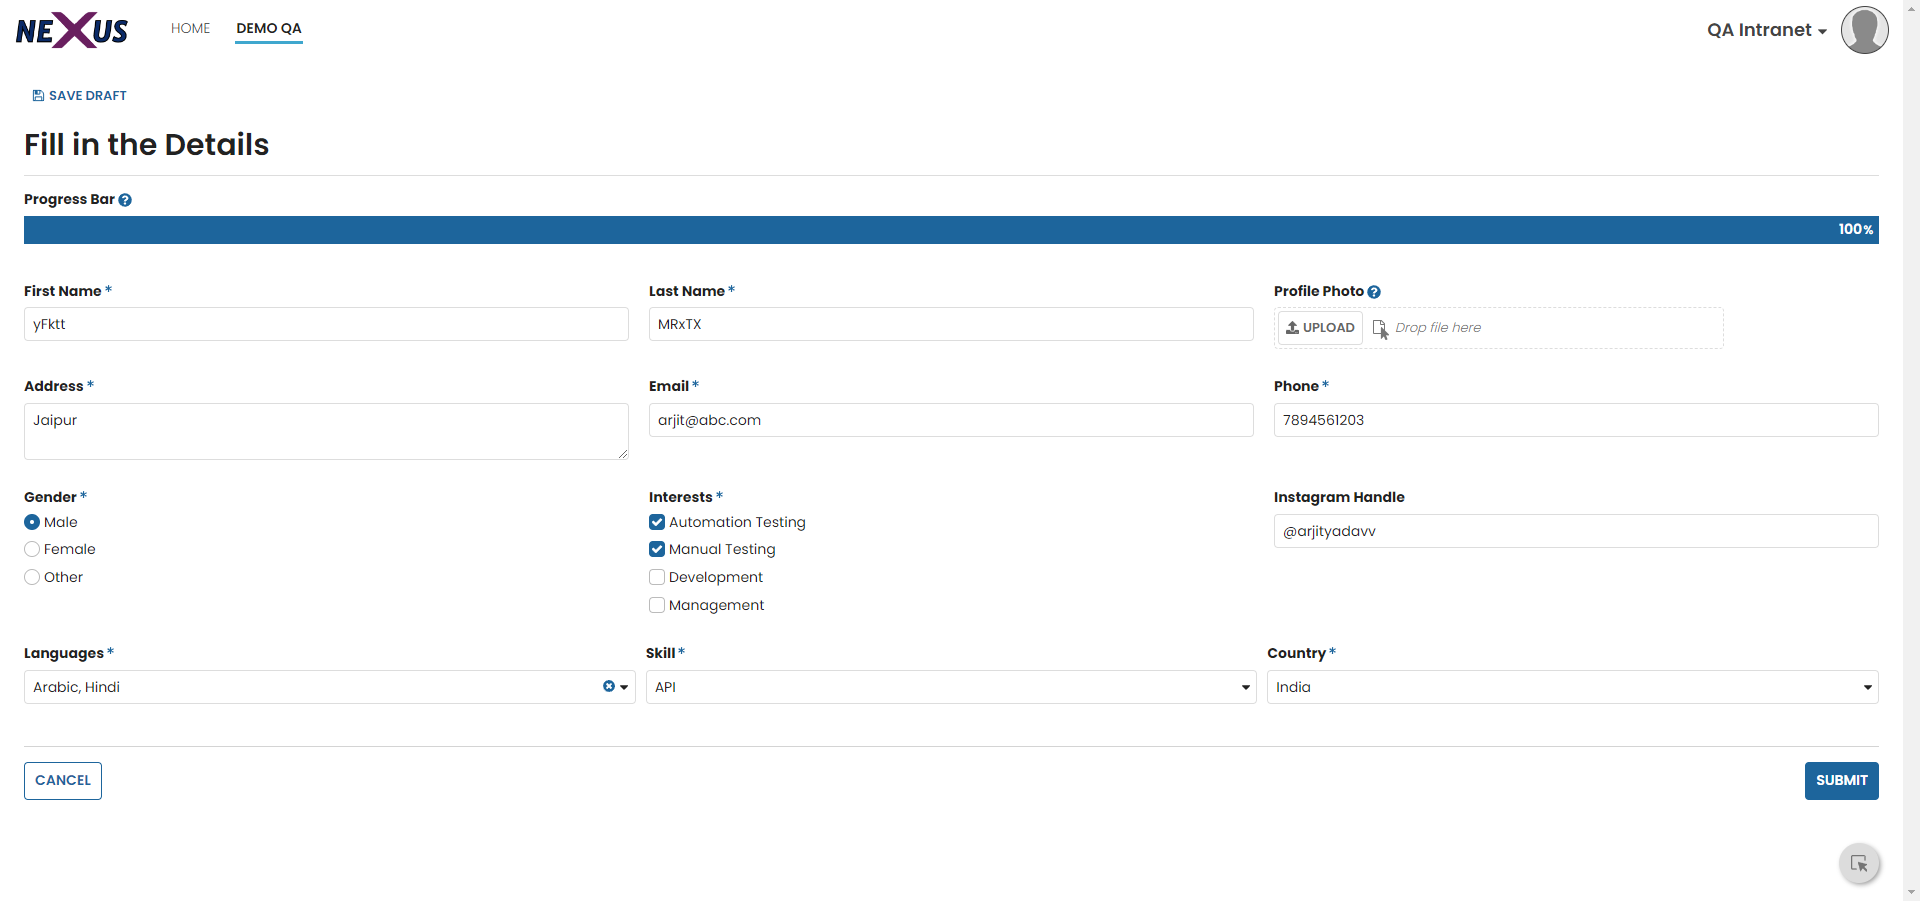 NEXUS HOME DEMO QA QA Intranet
SAVE DRAFT
Fill in the Details
Progress Bar
100%
First Name * Last Name * Profile Photo
yFktt MRxTX UPLOAD Drop file here
Address * Email * Phone *
Jaipur arjit@abc.com 7894561203
Gender * Interests * Instagram Handle
Male Automation Testing @arjityadavv
Female Manual Testing
Other Development
Management
Languages * Skill * Country *
Arabic, Hindi API India
CANCEL SUBMIT